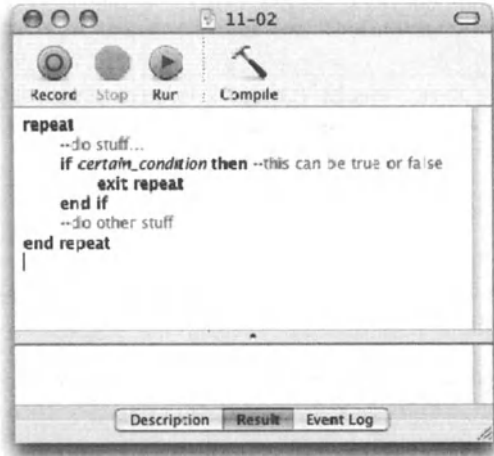 11-02
Record Stop Run Compile
repeat
--do stuff...
if certain_condition then --this can be true or false
exit repeat
end if
--do other stuff
end repeat
Description Result Event Log